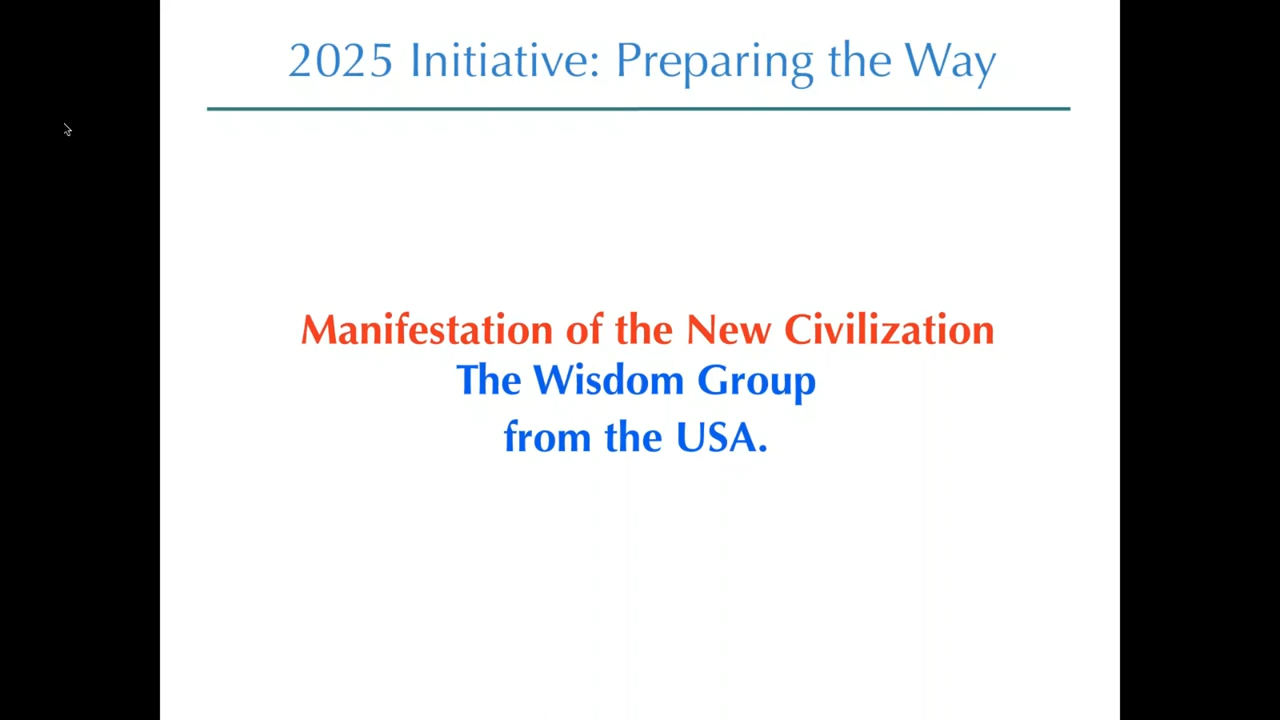 2025 Initiative: Preparing the Way
Manifestation of the New Civilization
The Wisdom Group
from the USA.